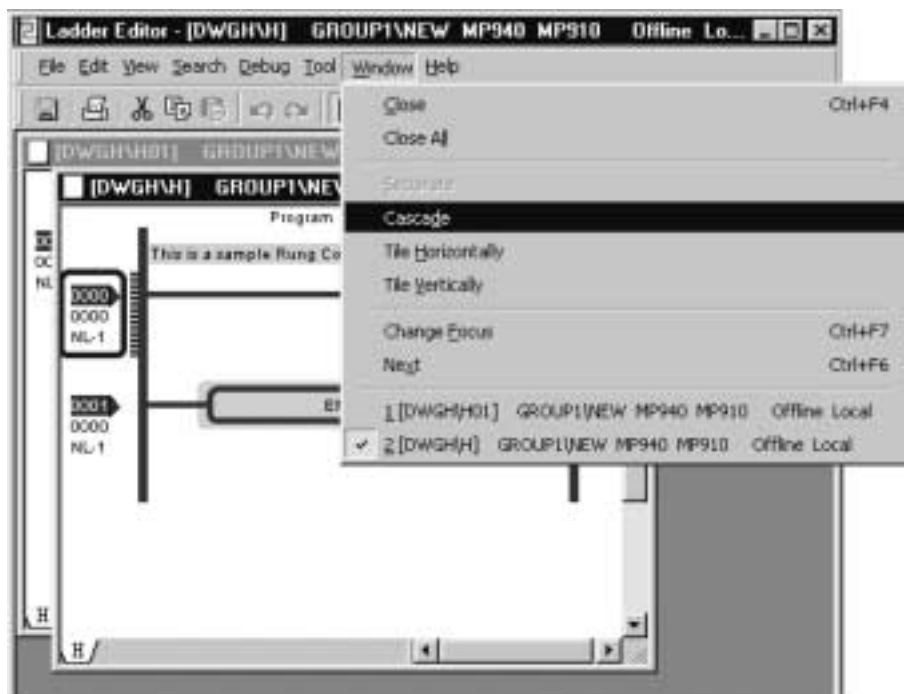 Ladder Editor - [DWGH\H] GROUP1\NEW MP940 MP910 Offline Lo...
File Edit View Search Debug Tool Window Help
Close Ctrl+F4
Close All
[DWGH\H01] GROUP1\NEW
Separate
[DWGH\H] GROUP1\NEW
Cascade
Program
This is a sample Rung Co
Tile Horizontally
NL
Tile Vertically
0000
0000
NL-1
Change Focus Ctrl+F7
Next Ctrl+F6
0001
0000
NL-1
1 [DWGH\H01] GROUP1\NEW MP940 MP910 Offline Local
2 [DWGH\H] GROUP1\NEW MP940 MP910 Offline Local
H
H